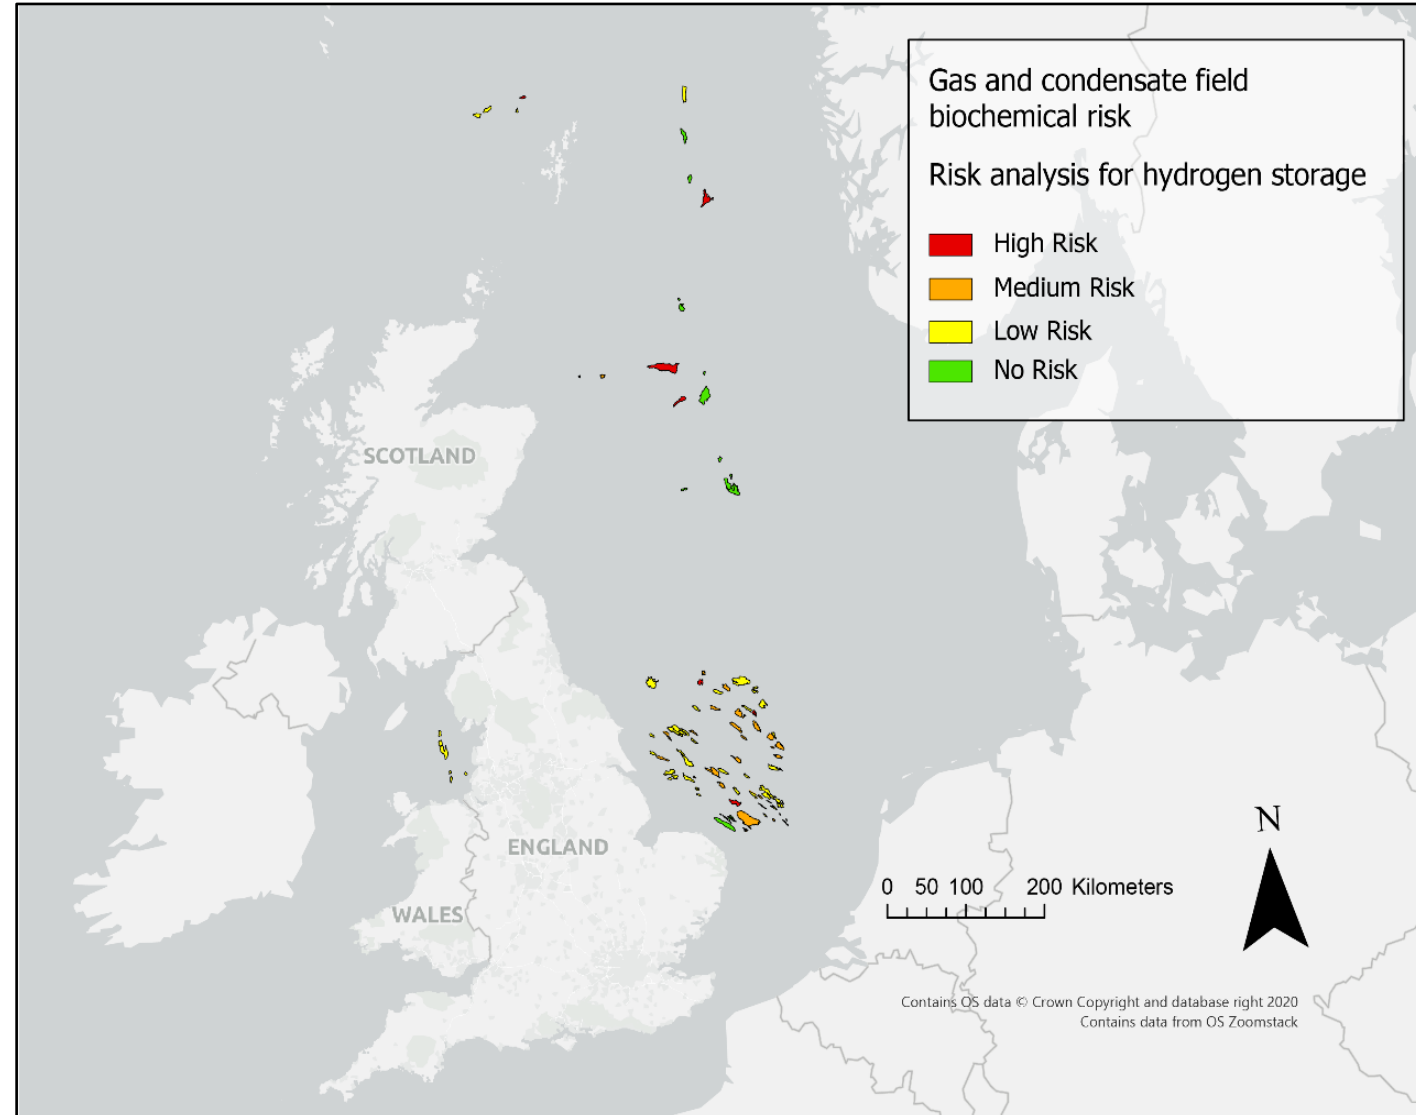 Gas and condensate field
biochemical risk
Risk analysis for hydrogen storage
High Risk
Medium Risk
Low Risk
No Risk
SCOTLAND
ENGLAND
WALES
N
0 50 100 200 Kilometers
Contains OS data © Crown Copyright and database right 2020
Contains data from OS Zoomstack